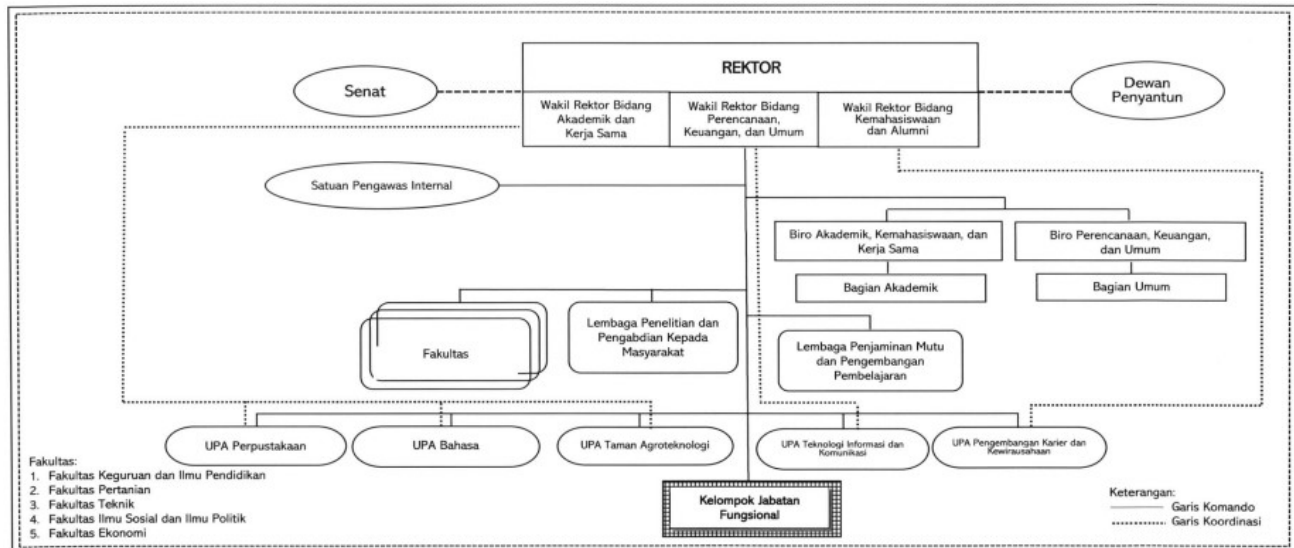 REKTOR
Senat
Dewan
Penyantun
Wakil Rektor Bidang
Akademik dan
Kerja Sama
Wakil Rektor Bidang
Perencanaan,
Keuangan, dan Umum
Wakil Rektor Bidang
Kemahasiswaan
dan Alumni
Satuan Pengawas Internal
Biro Akademik, Kemahasiswaan, dan
Kerja Sama
Biro Perencanaan, Keuangan,
dan Umum
Bagian Akademik
Bagian Umum
Fakultas
Lembaga Penelitian dan
Pengabdian Kepada
Masyarakat
Lembaga Penjaminan Mutu
dan Pengembangan
Pembelajaran
UPA Perpustakaan
UPA Bahasa
UPA Taman Agroteknologi
UPA Teknologi Informasi dan
Komunikasi
UPA Pengembangan Karier dan
Kewirausahaan
Kelompok Jabatan
Fungsional
Fakultas:
1. Fakultas Keguruan dan Ilmu Pendidikan
2. Fakultas Pertanian
3. Fakultas Teknik
4. Fakultas Ilmu Sosial dan Ilmu Politik
5. Fakultas Ekonomi
Keterangan:
Garis Komando
Garis Koordinasi